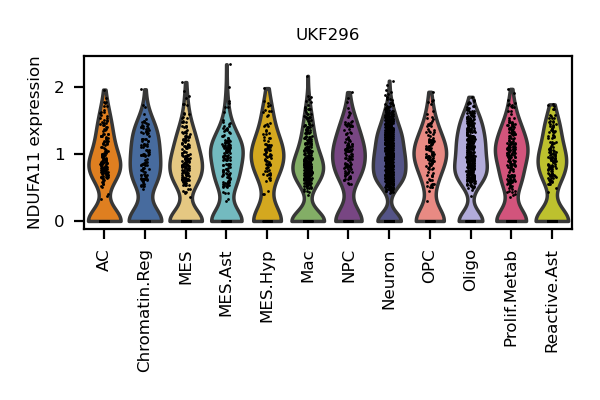 UKF296
NDUFA11 expression
2
1
0
AC
Chromatin.Reg
MES
MES.Ast
MES.Hyp
Mac
NPC
Neuron
OPC
Oligo
Prolif.Metab
Reactive.Ast